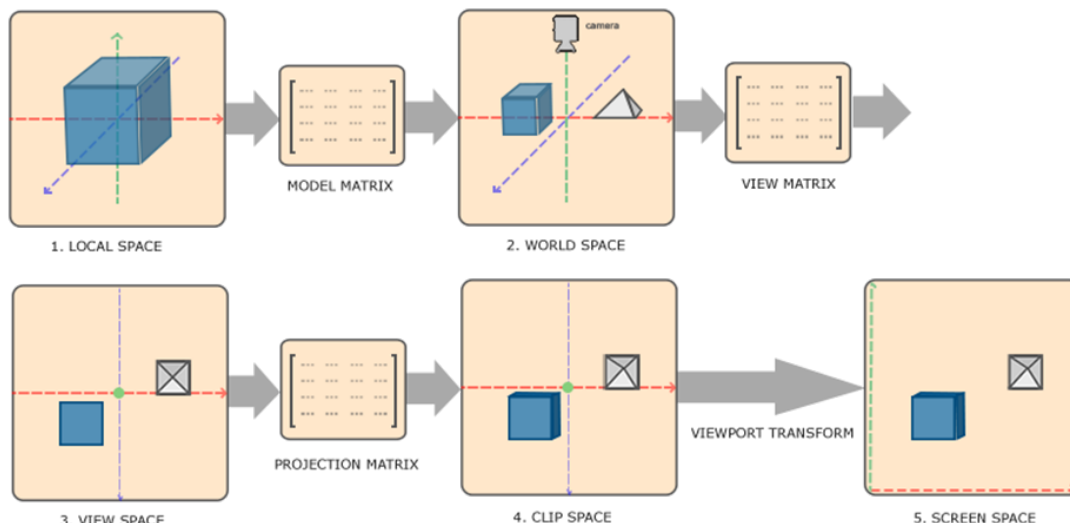 camera
MODEL MATRIX
VIEW MATRIX
1. LOCAL SPACE
2. WORLD SPACE
PROJECTION MATRIX
VIEWPORT TRANSFORM
3. VIEW SPACE
4. CLIP SPACE
5. SCREEN SPACE